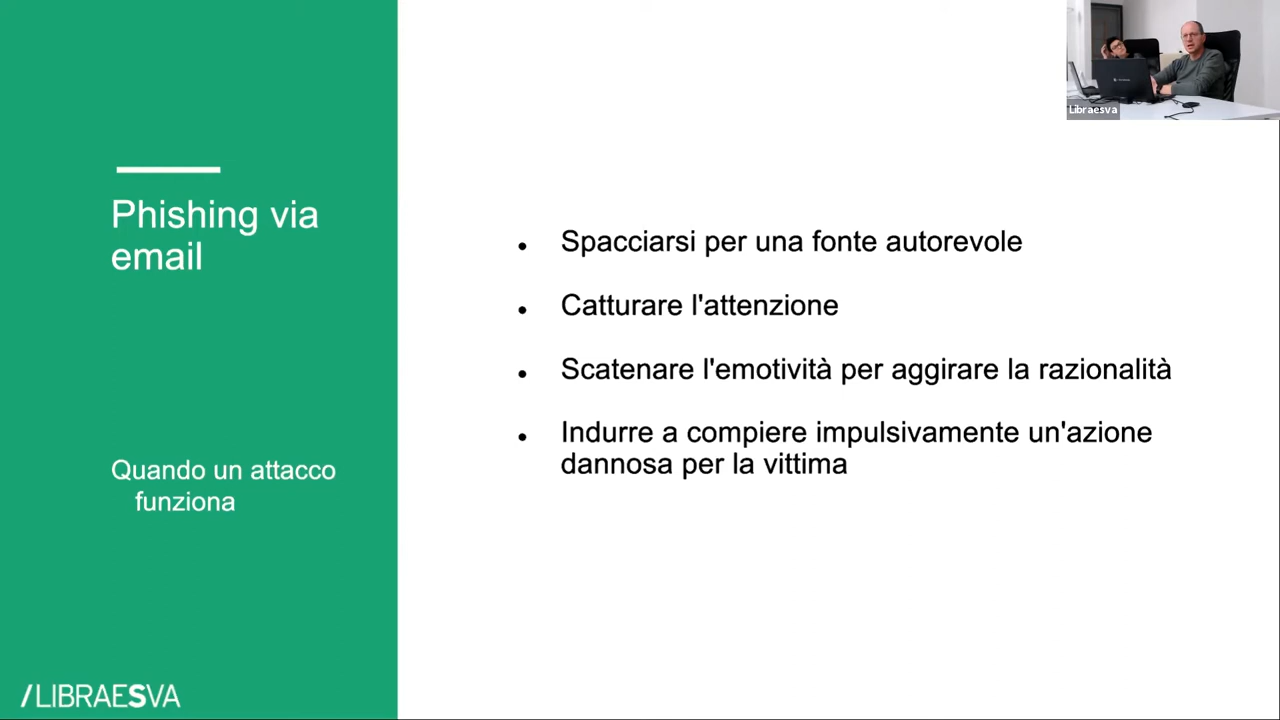 Libraesva
Phishing via
email
Quando un attacco
funziona
Spacciarsi per una fonte autorevole
Catturare l'attenzione
Scatenare l'emotività per aggirare la razionalità
Indurre a compiere impulsivamente un'azione
dannosa per la vittima
/LIBRAESVA